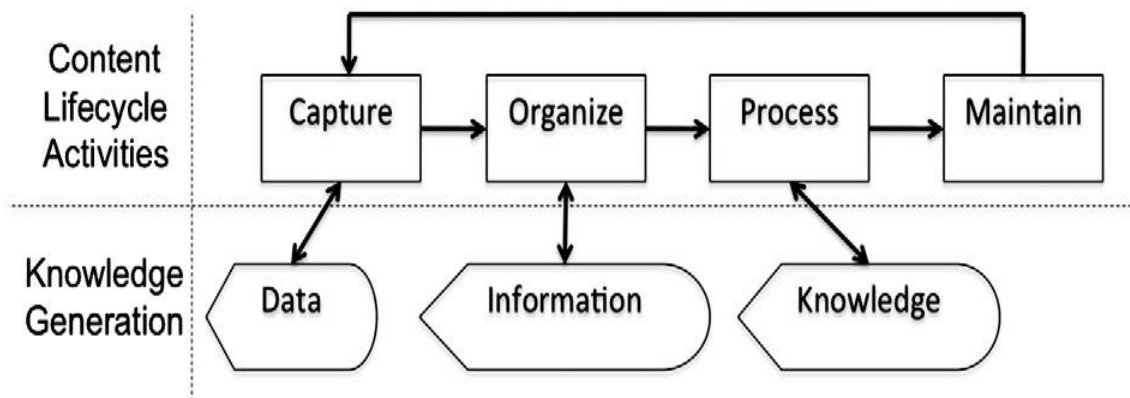 Content
Lifecycle
Activities
Capture
Organize
Process
Maintain
Knowledge
Generation
Data
Information
Knowledge